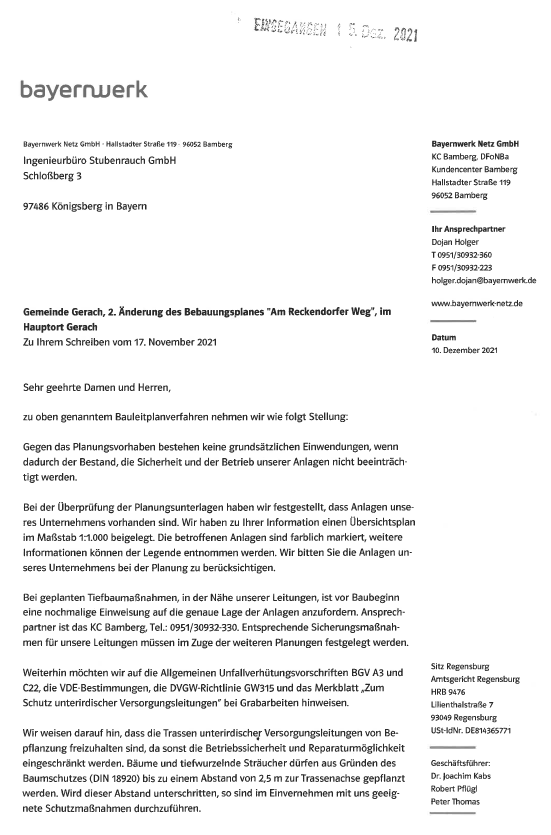 EINGEGANGEN 15. Dez. 2021
bayernwerk
Bayernwerk Netz GmbH · Hallstadter Straße 119 · 96052 Bamberg
Ingenieurbüro Stubenrauch GmbH
Schloßberg 3
97486 Königsberg in Bayern
Bayernwerk Netz GmbH
KC Bamberg, DFoNBa
Kundencenter Bamberg
Hallstadter Straße 119
96052 Bamberg
Ihr Ansprechpartner
Dojan Holger
T 0951/30932-360
F 0951/30932-223
holger.dojan@bayernwerk.de
www.bayernwerk-netz.de
Datum
10. Dezember 2021
Gemeinde Gerach, 2. Änderung des Bebauungsplanes "Am Reckendorfer Weg", im
Hauptort Gerach
Zu Ihrem Schreiben vom 17. November 2021
Sehr geehrte Damen und Herren,
zu oben genanntem Bauleitplanverfahren nehmen wir wie folgt Stellung:
Gegen das Planungsvorhaben bestehen keine grundsätzlichen Einwendungen, wenn
dadurch der Bestand, die Sicherheit und der Betrieb unserer Anlagen nicht beeinträch-
tigt werden.
Bei der Überprüfung der Planungsunterlagen haben wir festgestellt, dass Anlagen unse-
res Unternehmens vorhanden sind. Wir haben zu Ihrer Information einen Übersichtsplan
im Maßstab 1:1.000 beigelegt. Die betroffenen Anlagen sind farblich markiert, weitere
Informationen können der Legende entnommen werden. Wir bitten Sie die Anlagen un-
seres Unternehmens bei der Planung zu berücksichtigen.
Bei geplanten Tiefbaumaßnahmen, in der Nähe unserer Leitungen, ist vor Baubeginn
eine nochmalige Einweisung auf die genaue Lage der Anlagen anzufordern. Ansprech-
partner ist das KC Bamberg, Tel.: 0951/30932-330. Entsprechende Sicherungsmaßnah-
men für unsere Leitungen müssen im Zuge der weiteren Planungen festgelegt werden.
Weiterhin möchten wir auf die Allgemeinen Unfallverhütungsvorschriften BGV A3 und
C22, die VDE-Bestimmungen, die DVGW-Richtlinie GW315 und das Merkblatt „Zum
Schutz unterirdischer Versorgungsleitungen" bei Grabarbeiten hinweisen.
Wir weisen darauf hin, dass die Trassen unterirdischer Versorgungsleitungen von Be-
pflanzung freizuhalten sind, da sonst die Betriebssicherheit und Reparaturmöglichkeit
eingeschränkt werden. Bäume und tiefwurzelnde Sträucher dürfen aus Gründen des
Baumschutzes (DIN 18920) bis zu einem Abstand von 2,5 m zur Trassenachse gepflanzt
werden. Wird dieser Abstand unterschritten, so sind im Einvernehmen mit uns geeig-
nete Schutzmaßnahmen durchzuführen.
Sitz Regensburg
Amtsgericht Regensburg
HRB 9476
Lilienthalstraße 7
93049 Regensburg
USt-IdNr. DE814365771
Geschäftsführer:
Dr. Joachim Kabs
Robert Pflügl
Peter Thomas